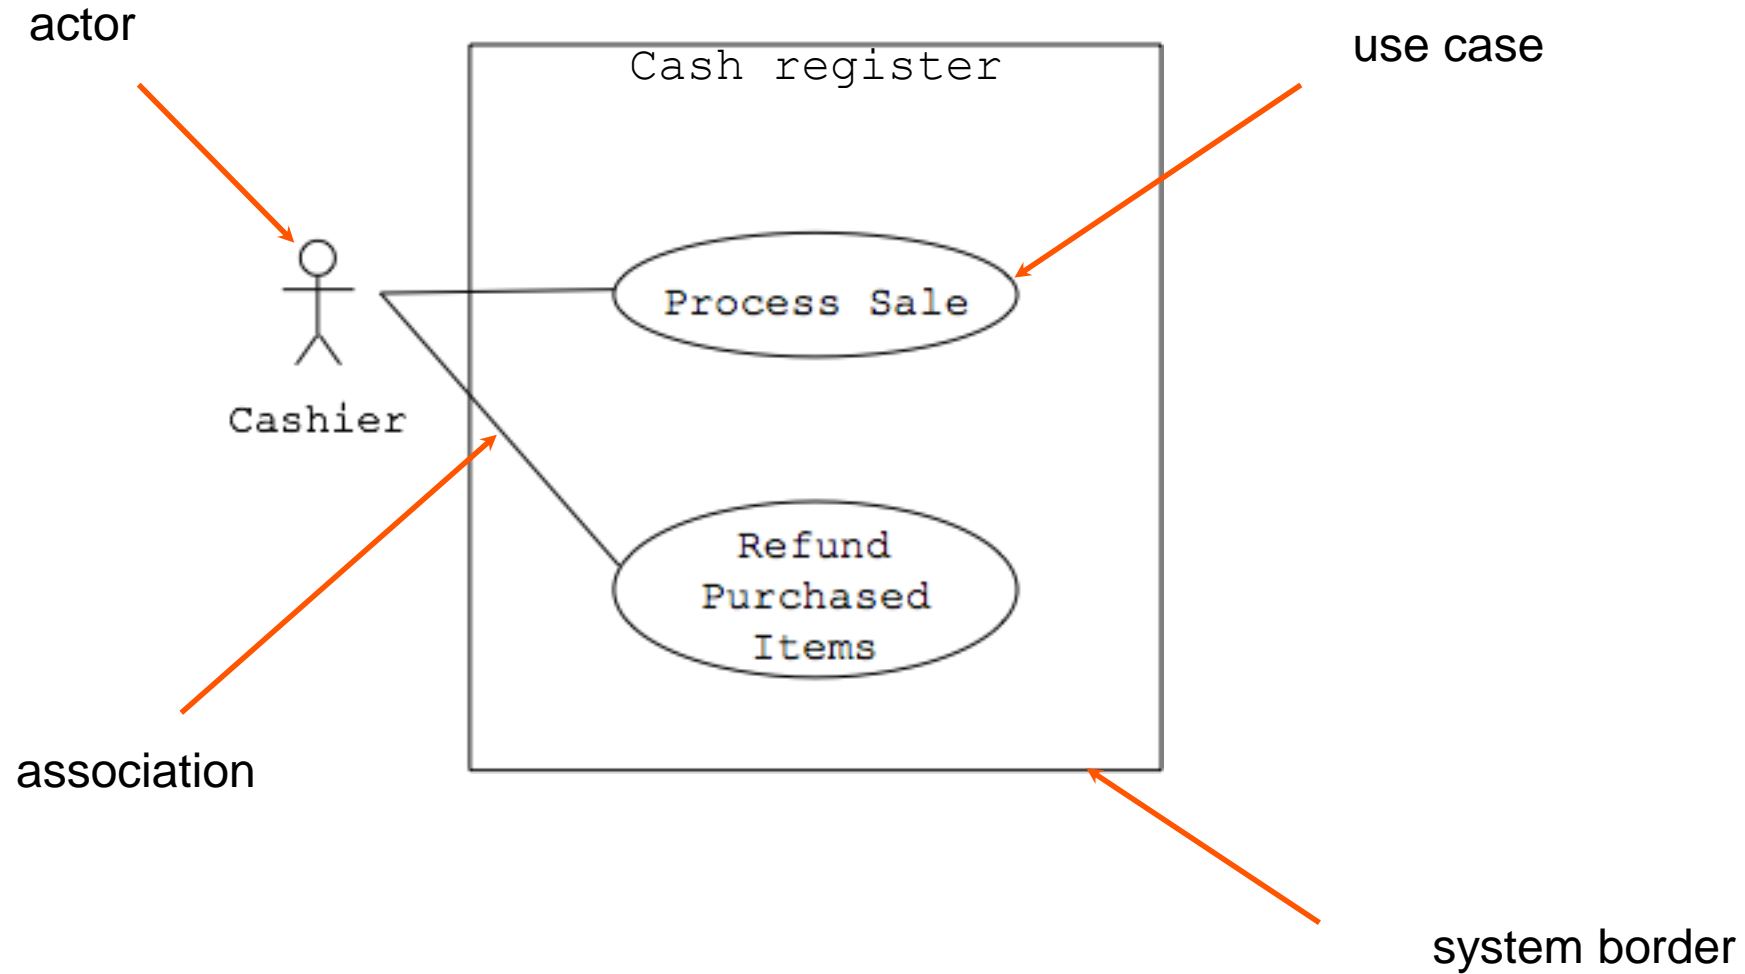 actor
use case
Cash register
Process Sale
Cashier
Refund
Purchased
Items
association
system border